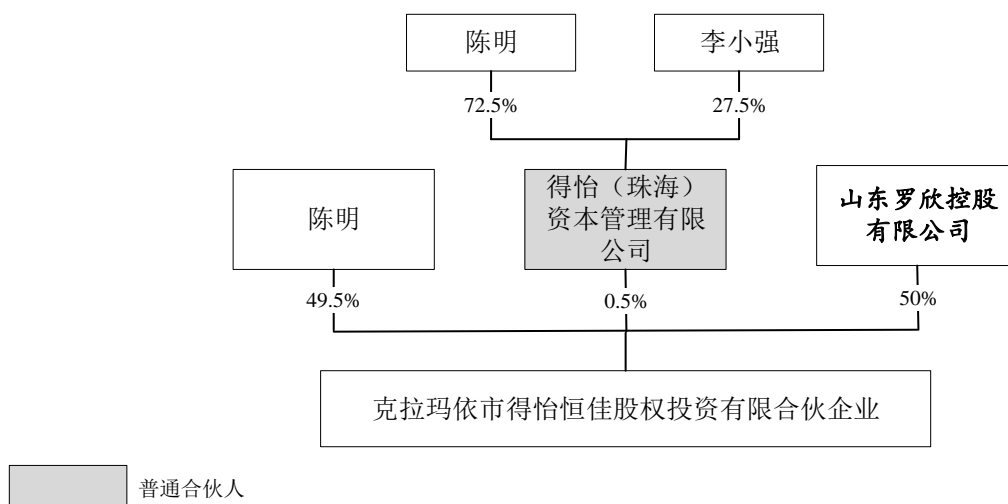 陈明
李小强
72.5%
27.5%
陈明
得怡（珠海）
资本管理有限
公司
山东罗欣控股
有限公司
49.5%
0.5%
50%
克拉玛依市得怡恒佳股权投资有限合伙企业
普通合伙人